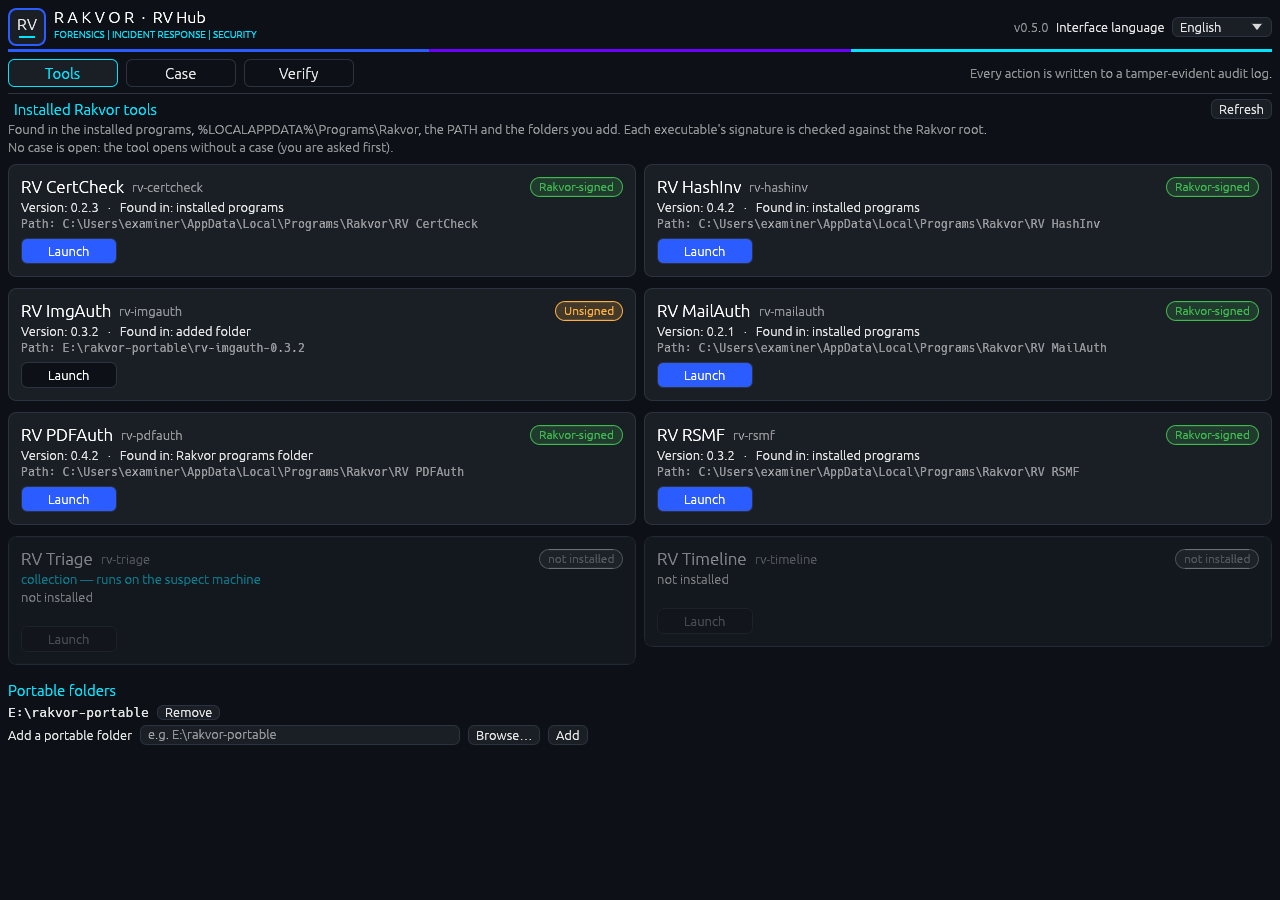 RV
RAKVOR · RV Hub
FORENSICS | INCIDENT RESPONSE | SECURITY
v0.5.0 Interface language English
Tools Case Verify
Every action is written to a tamper-evident audit log.
Installed Rakvor tools
Refresh
Found in the installed programs, %LOCALAPPDATA%\Programs\Rakvor, the PATH and the folders you add. Each executable's signature is checked against the Rakvor root.
No case is open: the tool opens without a case (you are asked first).
RV CertCheck rv-certcheck Rakvor-signed
Version: 0.2.3 · Found in: installed programs
Path: C:\Users\examiner\AppData\Local\Programs\Rakvor\RV CertCheck
Launch
RV HashInv rv-hashinv Rakvor-signed
Version: 0.4.2 · Found in: installed programs
Path: C:\Users\examiner\AppData\Local\Programs\Rakvor\RV HashInv
Launch
RV ImgAuth rv-imgauth Unsigned
Version: 0.3.2 · Found in: added folder
Path: E:\rakvor-portable\rv-imgauth-0.3.2
Launch
RV MailAuth rv-mailauth Rakvor-signed
Version: 0.2.1 · Found in: installed programs
Path: C:\Users\examiner\AppData\Local\Programs\Rakvor\RV MailAuth
Launch
RV PDFAuth rv-pdfauth Rakvor-signed
Version: 0.4.2 · Found in: Rakvor programs folder
Path: C:\Users\examiner\AppData\Local\Programs\Rakvor\RV PDFAuth
Launch
RV RSMF rv-rsmf Rakvor-signed
Version: 0.3.2 · Found in: installed programs
Path: C:\Users\examiner\AppData\Local\Programs\Rakvor\RV RSMF
Launch
RV Triage rv-triage not installed
collection — runs on the suspect machine
not installed
Launch
RV Timeline rv-timeline not installed
not installed
Launch
Portable folders
E:\rakvor-portable Remove
Add a portable folder e.g. E:\rakvor-portable Browse… Add